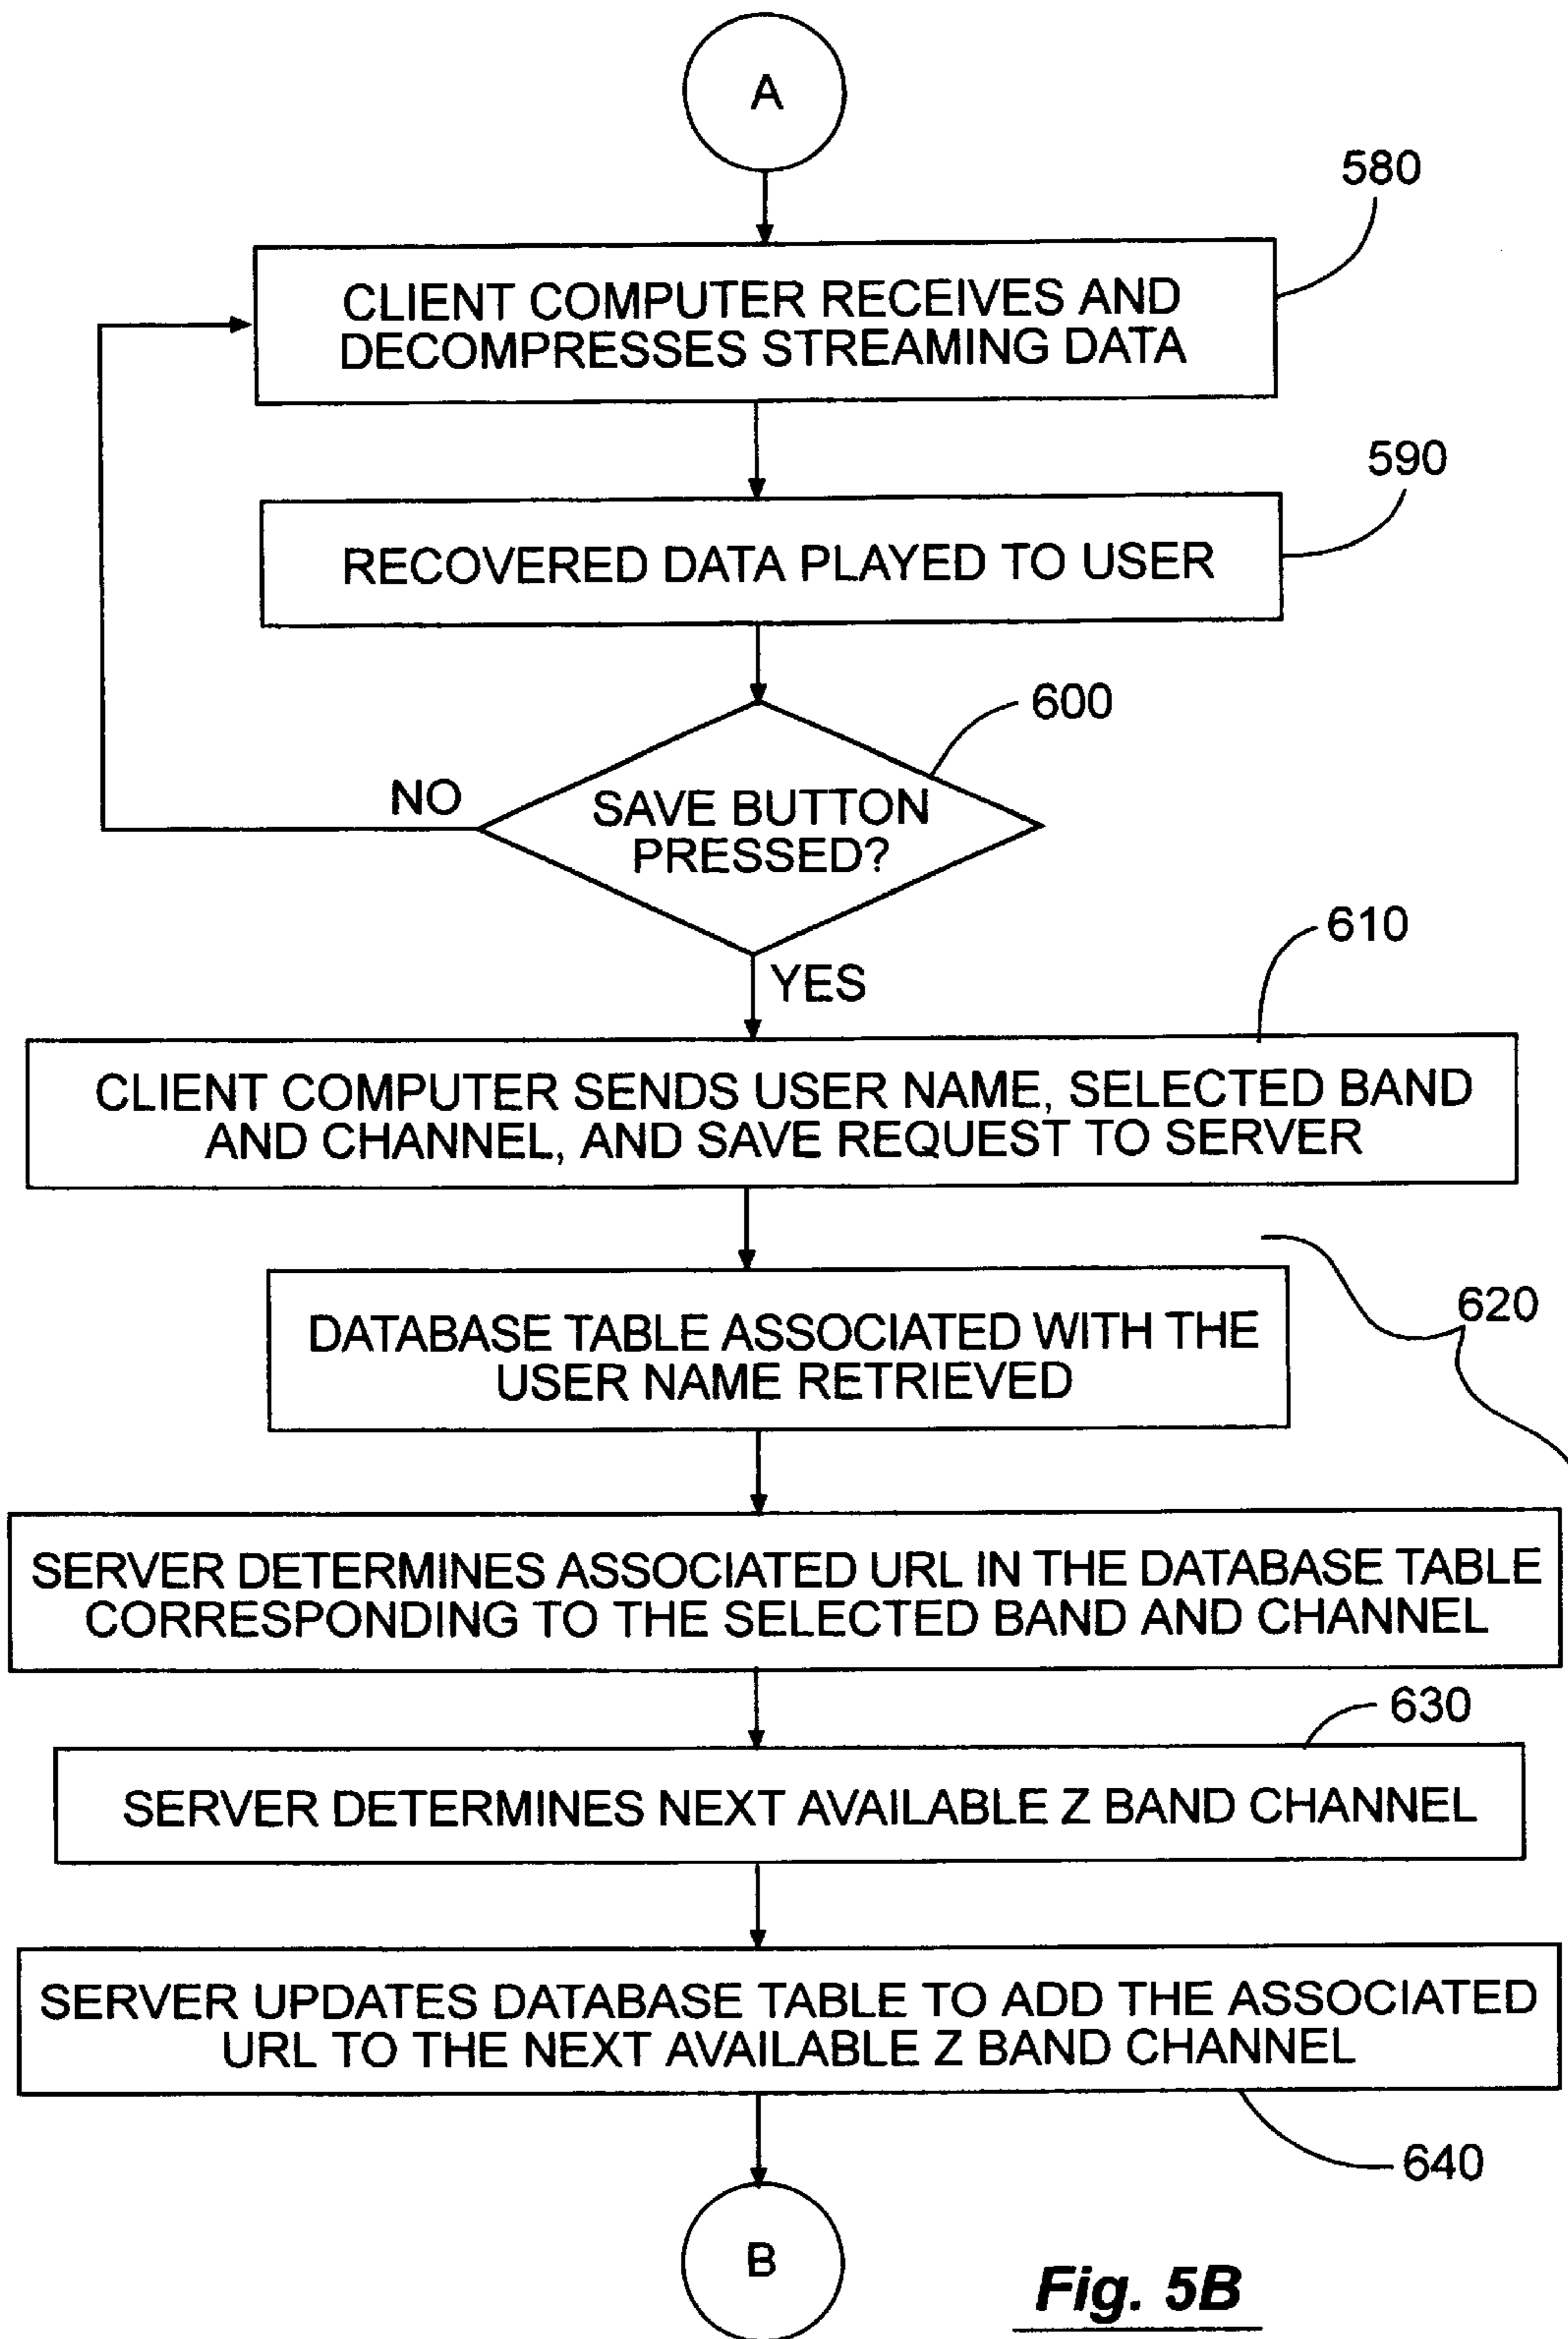 A
580
CLIENT COMPUTER RECEIVES AND
DECOMPRESSES STREAMING DATA
590
RECOVERED DATA PLAYED TO USER
600
NO
SAVE BUTTON
PRESSED?
610
YES
CLIENT COMPUTER SENDS USER NAME, SELECTED BAND
AND CHANNEL, AND SAVE REQUEST TO SERVER
620
DATABASE TABLE ASSOCIATED WITH THE
USER NAME RETRIEVED
SERVER DETERMINES ASSOCIATED URL IN THE DATABASE TABLE
CORRESPONDING TO THE SELECTED BAND AND CHANNEL
630
SERVER DETERMINES NEXT AVAILABLE Z BAND CHANNEL
SERVER UPDATES DATABASE TABLE TO ADD THE ASSOCIATED
URL TO THE NEXT AVAILABLE Z BAND CHANNEL
640
B
Fig. 5B